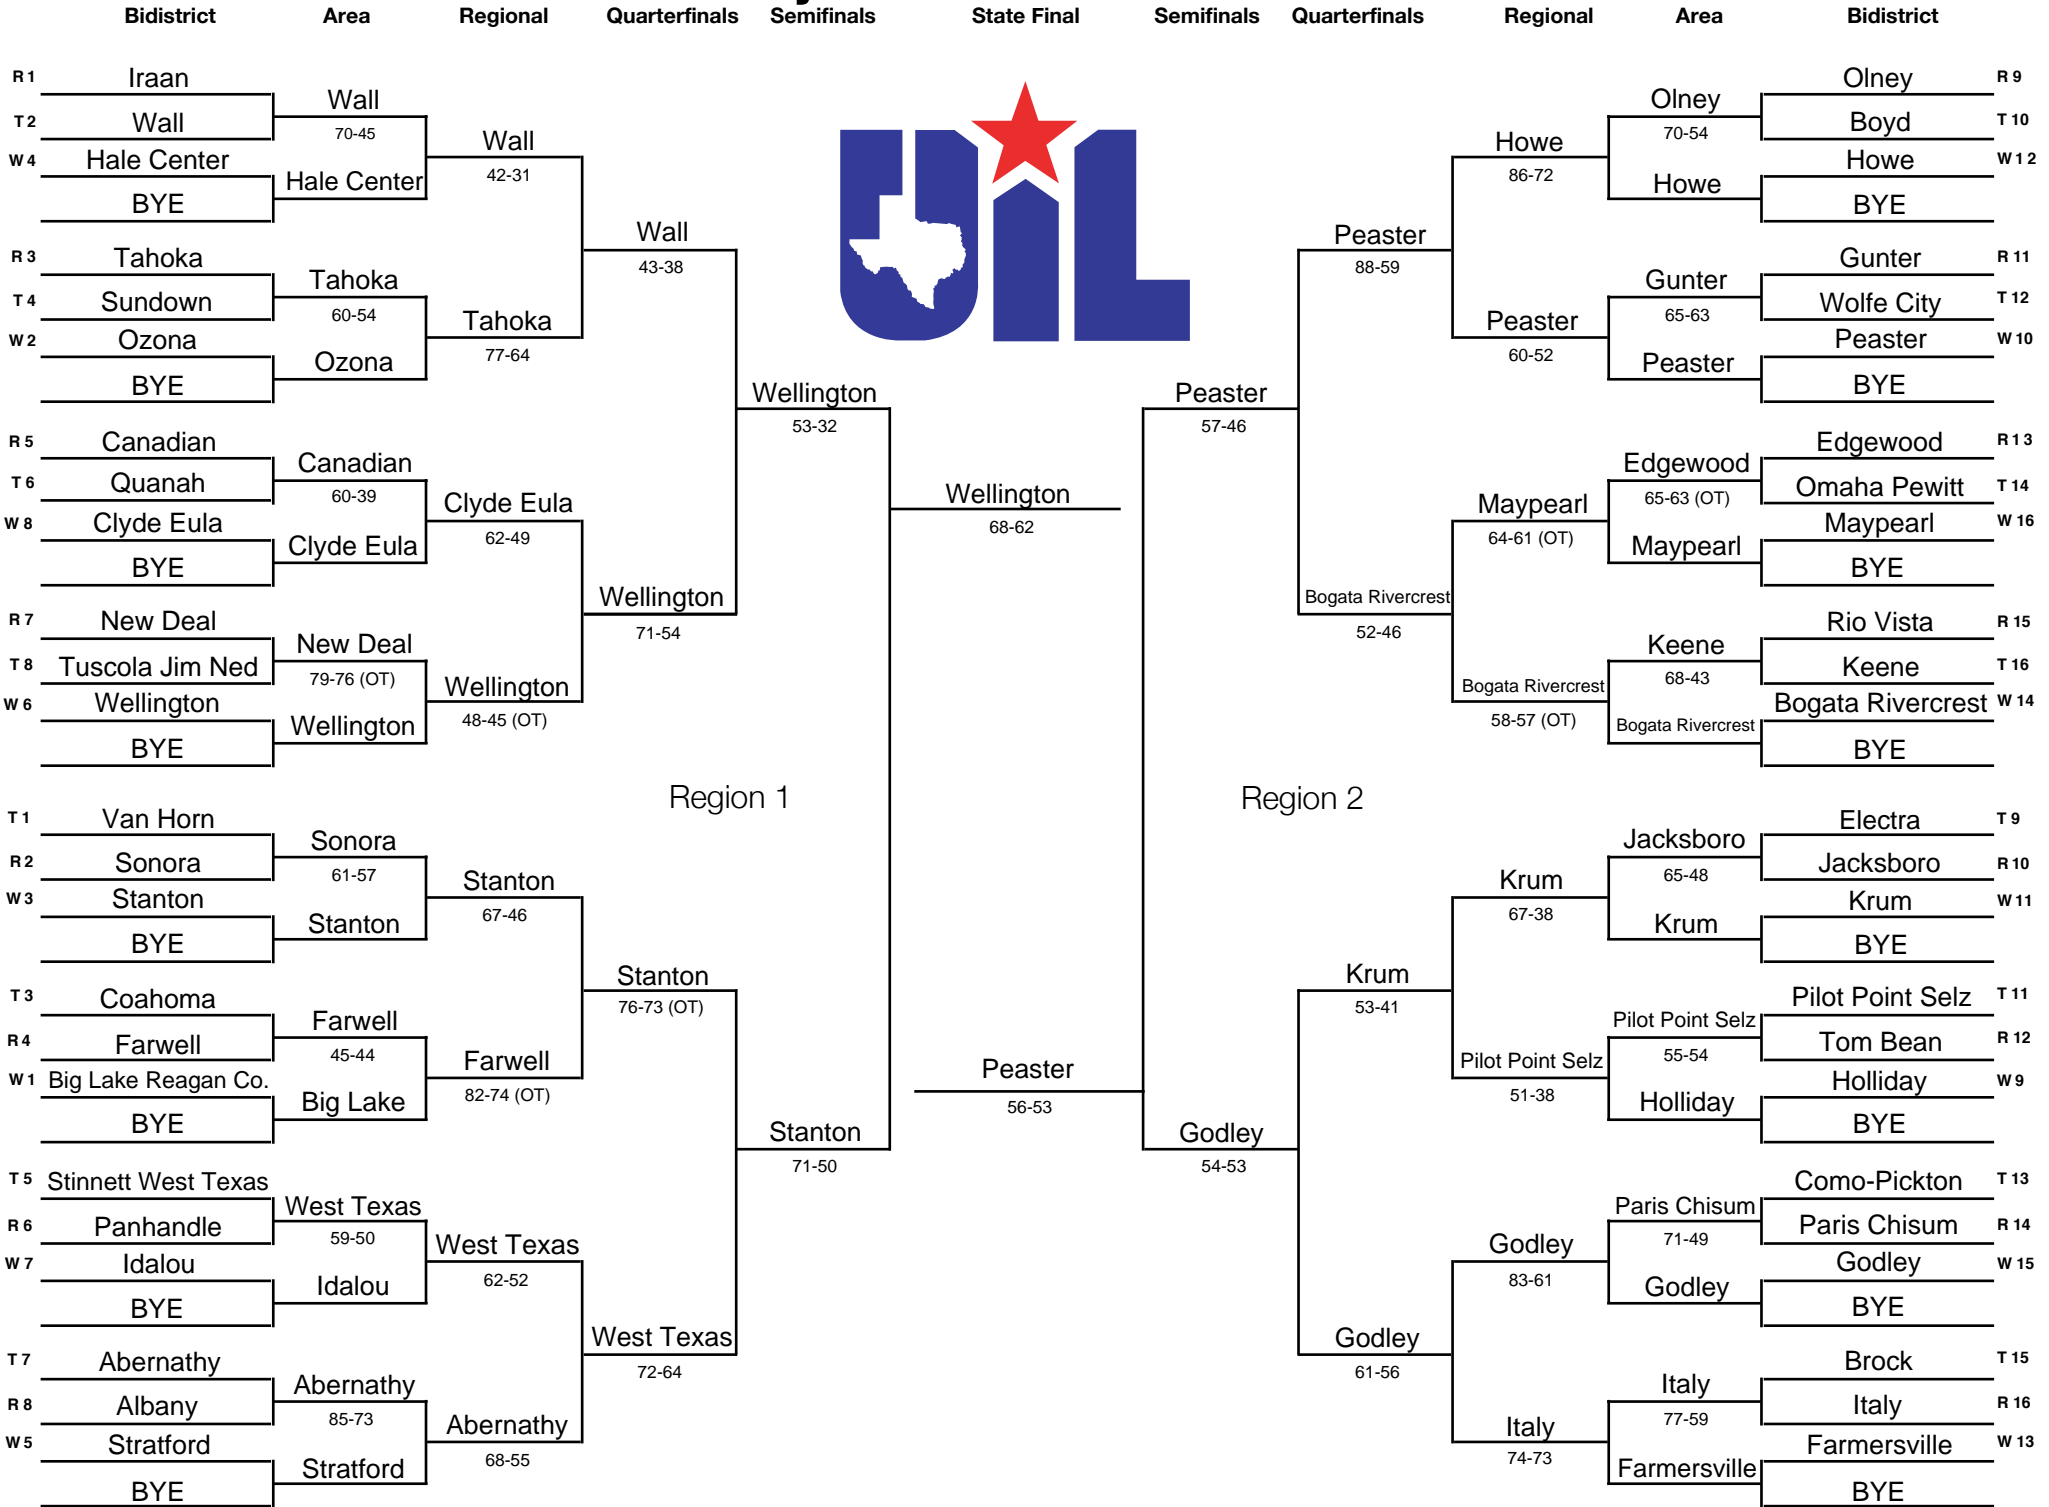 Bidistrict Area Regional Quarterfinals Semifinals State Final Semifinals Quarterfinals Regional Area Bidistrict
R 1 Iraan
Wall
70-45
T 2 Wall
Wall
42-31
W 4 Hale Center
Hale Center
BYE
Wall
43-38
R 3 Tahoka
Tahoka
60-54
T 4 Sundown
Tahoka
77-64
W 2 Ozona
Ozona
BYE
Wellington
53-32
R 5 Canadian
Canadian
60-39
T 6 Quanah
Clyde Eula
62-49
W 8 Clyde Eula
Clyde Eula
BYE
Wellington
71-54
R 7 New Deal
New Deal
79-76 (OT)
T 8 Tuscola Jim Ned
Wellington
48-45 (OT)
W 6 Wellington
Wellington
BYE
Region 1
Wellington
68-62
T 1 Van Horn
Sonora
61-57
R 2 Sonora
Stanton
67-46
W 3 Stanton
Stanton
BYE
Stanton
76-73 (OT)
T 3 Coahoma
Farwell
45-44
R 4 Farwell
Farwell
82-74 (OT)
W 1 Big Lake Reagan Co.
Big Lake
BYE
Stanton
71-50
T 5 Stinnett West Texas
West Texas
59-50
R 6 Panhandle
West Texas
62-52
W 7 Idalou
Idalou
BYE
West Texas
72-64
T 7 Abernathy
Abernathy
85-73
R 8 Albany
Abernathy
68-55
W 5 Stratford
Stratford
BYE
UIL
Olney R 9
Olney
70-54
Boyd T 10
Howe
86-72
Howe W 1 2
Howe
BYE
Peaster
88-59
Gunter R 11
Gunter
65-63
Wolfe City T 12
Peaster
60-52
Peaster W 10
Peaster
BYE
Peaster
57-46
Edgewood R 1 3
Edgewood
65-63 (OT)
Omaha Pewitt T 14
Maypearl
64-61 (OT)
Maypearl W 16
Maypearl
BYE
Bogata Rivercrest
52-46
Rio Vista R 15
Keene
68-43
Keene T 16
Bogata Rivercrest
58-57 (OT)
Bogata Rivercrest W 14
Bogata Rivercrest
BYE
Region 2
Peaster
56-53
Electra T 9
Jacksboro
65-48
Jacksboro R 10
Krum
67-38
Krum W 11
Krum
BYE
Krum
53-41
Pilot Point Selz T 11
Pilot Point Selz
55-54
Tom Bean R 12
Pilot Point Selz
51-38
Holliday W 9
Holliday
BYE
Godley
54-53
Como-Pickton T 13
Paris Chisum
71-49
Paris Chisum R 14
Godley
83-61
Godley W 15
Godley
BYE
Godley
61-56
Brock T 15
Italy
77-59
Italy R 16
Italy
74-73
Farmersville W 13
Farmersville
BYE